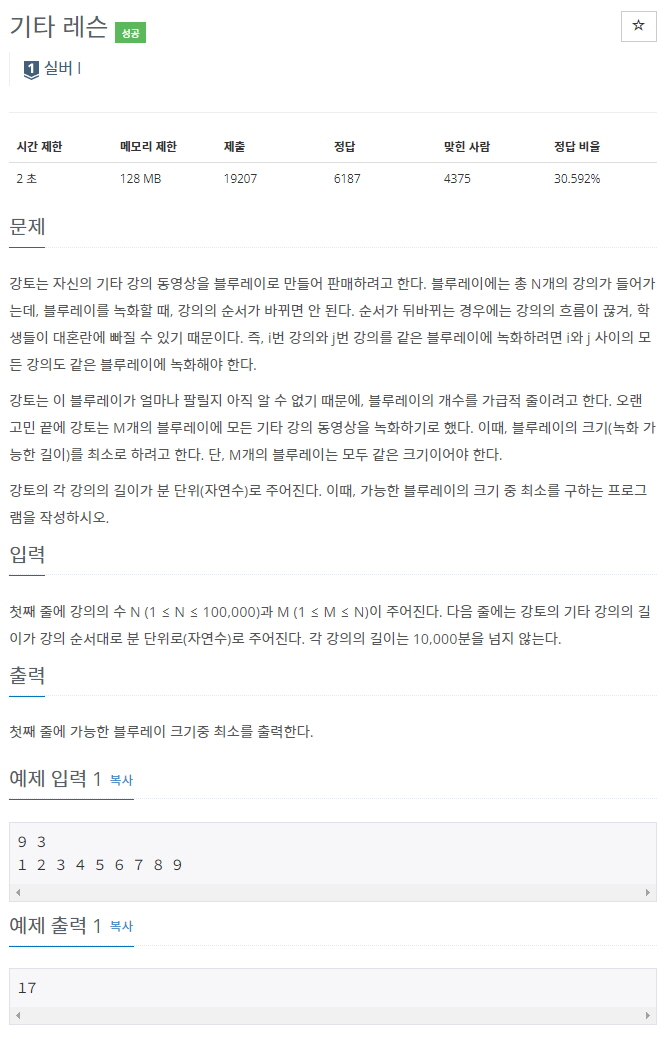 기타 레슨 성공
☆
1 실버 I
시간 제한 메모리 제한 제출 정답 맞힌 사람 정답 비율
2 초 128 MB 19207 6187 4375 30.592%
문제
강토는 자신의 기타 강의 동영상을 블루레이로 만들어 판매하려고 한다. 블루레이에는 총 N개의 강의가 들어가
는데, 블루레이를 녹화할 때, 강의의 순서가 바뀌면 안 된다. 순서가 뒤바뀌는 경우에는 강의의 흐름이 끊겨, 학
생들이 대혼란에 빠질 수 있기 때문이다. 즉, i번 강의와 j번 강의를 같은 블루레이에 녹화하려면 i와 j 사이의 모
든 강의도 같은 블루레이에 녹화해야 한다.
강토는 이 블루레이가 얼마나 팔릴지 아직 알 수 없기 때문에, 블루레이의 개수를 가급적 줄이려고 한다. 오랜
고민 끝에 강토는 M개의 블루레이에 모든 기타 강의 동영상을 녹화하기로 했다. 이때, 블루레이의 크기(녹화 가
능한 길이)를 최소로 하려고 한다. 단, M개의 블루레이는 모두 같은 크기이어야 한다.
강토의 각 강의의 길이가 분 단위(자연수)로 주어진다. 이때, 가능한 블루레이의 크기 중 최소를 구하는 프로그
램을 작성하시오.
입력
첫째 줄에 강의의 수 N (1 ≤ N ≤ 100,000)과 M (1 ≤ M ≤ N)이 주어진다. 다음 줄에는 강토의 기타 강의의 길
이가 강의 순서대로 분 단위로(자연수)로 주어진다. 각 강의의 길이는 10,000분을 넘지 않는다.
출력
첫째 줄에 가능한 블루레이 크기중 최소를 출력한다.
예제 입력 1 복사
9 3
1 2 3 4 5 6 7 8 9
예제 출력 1 복사
17